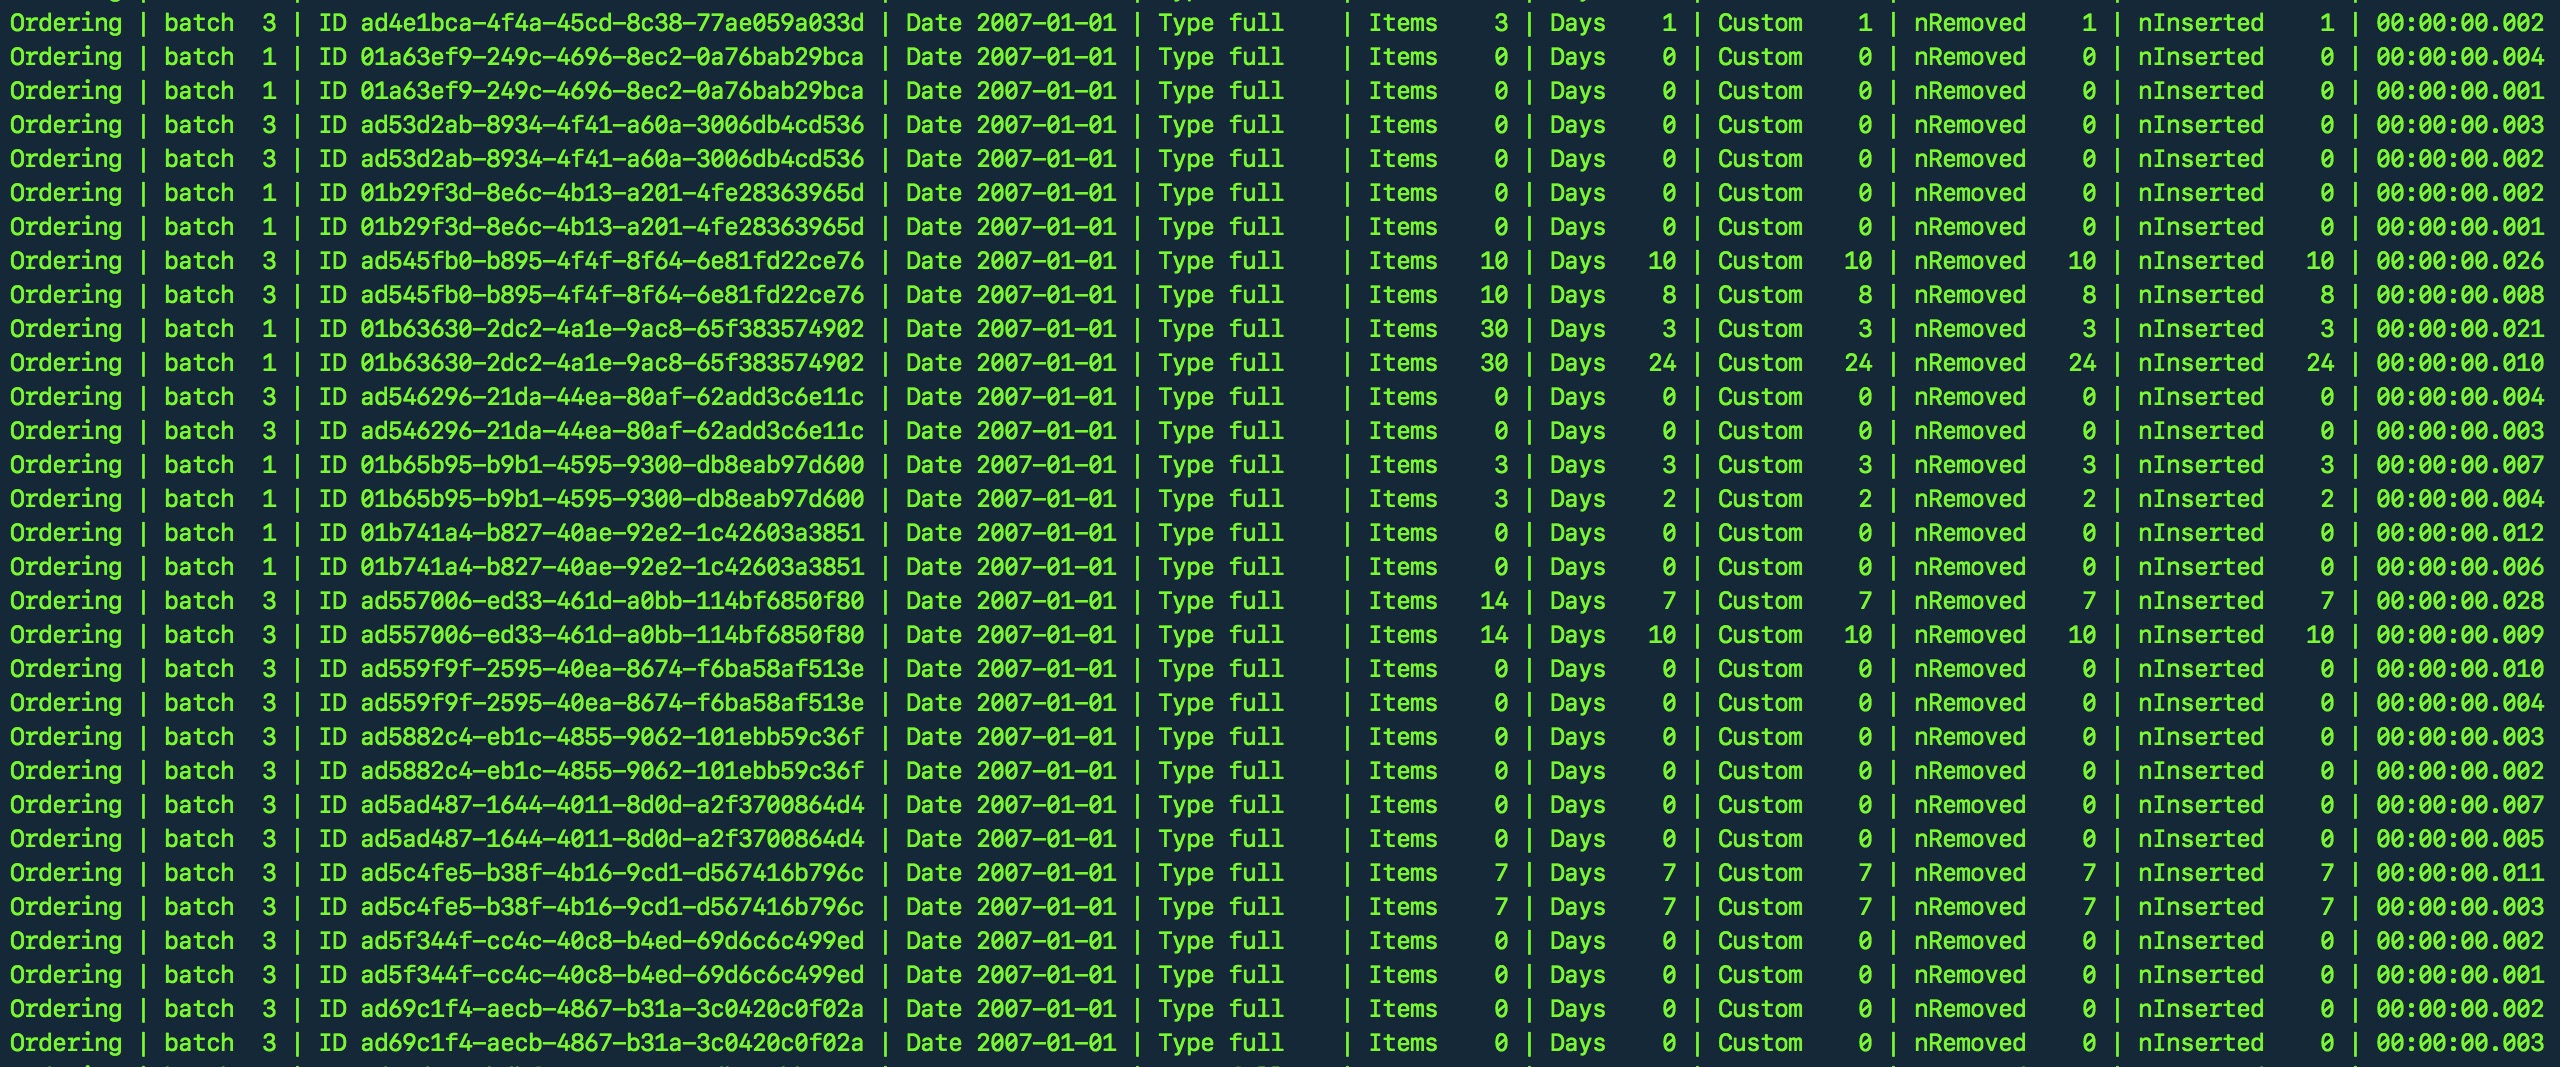 Ordering | batch  3 | ID ad4e1bca-4f4a-45cd-8c38-77ae059a033d | Date 2007-01-01 | Type full    | Items   3 | Days   1 | Custom   1 | nRemoved   1 | nInserted   1 | 00:00:00.002
Ordering | batch  1 | ID 01a63ef9-249c-4696-8ec2-0a76bab29bca | Date 2007-01-01 | Type full    | Items   0 | Days   0 | Custom   0 | nRemoved   0 | nInserted   0 | 00:00:00.004
Ordering | batch  1 | ID 01a63ef9-249c-4696-8ec2-0a76bab29bca | Date 2007-01-01 | Type full    | Items   0 | Days   0 | Custom   0 | nRemoved   0 | nInserted   0 | 00:00:00.001
Ordering | batch  3 | ID ad53d2ab-8934-4f41-a60a-3006db4cd536 | Date 2007-01-01 | Type full    | Items   0 | Days   0 | Custom   0 | nRemoved   0 | nInserted   0 | 00:00:00.003
Ordering | batch  3 | ID ad53d2ab-8934-4f41-a60a-3006db4cd536 | Date 2007-01-01 | Type full    | Items   0 | Days   0 | Custom   0 | nRemoved   0 | nInserted   0 | 00:00:00.002
Ordering | batch  1 | ID 01b29f3d-8e6c-4b13-a201-4fe28363965d | Date 2007-01-01 | Type full    | Items   0 | Days   0 | Custom   0 | nRemoved   0 | nInserted   0 | 00:00:00.002
Ordering | batch  1 | ID 01b29f3d-8e6c-4b13-a201-4fe28363965d | Date 2007-01-01 | Type full    | Items   0 | Days   0 | Custom   0 | nRemoved   0 | nInserted   0 | 00:00:00.001
Ordering | batch  3 | ID ad545fb0-b895-4f4f-8f64-6e81fd22ce76 | Date 2007-01-01 | Type full    | Items  10 | Days  10 | Custom  10 | nRemoved  10 | nInserted  10 | 00:00:00.026
Ordering | batch  3 | ID ad545fb0-b895-4f4f-8f64-6e81fd22ce76 | Date 2007-01-01 | Type full    | Items  10 | Days   8 | Custom   8 | nRemoved   8 | nInserted   8 | 00:00:00.008
Ordering | batch  1 | ID 01b63630-2dc2-4a1e-9ac8-65f383574902 | Date 2007-01-01 | Type full    | Items  30 | Days   3 | Custom   3 | nRemoved   3 | nInserted   3 | 00:00:00.021
Ordering | batch  1 | ID 01b63630-2dc2-4a1e-9ac8-65f383574902 | Date 2007-01-01 | Type full    | Items  30 | Days  24 | Custom  24 | nRemoved  24 | nInserted  24 | 00:00:00.010
Ordering | batch  3 | ID ad546296-21da-44ea-80af-62add3c6e11c | Date 2007-01-01 | Type full    | Items   0 | Days   0 | Custom   0 | nRemoved   0 | nInserted   0 | 00:00:00.004
Ordering | batch  3 | ID ad546296-21da-44ea-80af-62add3c6e11c | Date 2007-01-01 | Type full    | Items   0 | Days   0 | Custom   0 | nRemoved   0 | nInserted   0 | 00:00:00.003
Ordering | batch  1 | ID 01b65b95-b9b1-4595-9300-db8eab97d600 | Date 2007-01-01 | Type full    | Items   3 | Days   3 | Custom   3 | nRemoved   3 | nInserted   3 | 00:00:00.007
Ordering | batch  1 | ID 01b65b95-b9b1-4595-9300-db8eab97d600 | Date 2007-01-01 | Type full    | Items   3 | Days   2 | Custom   2 | nRemoved   2 | nInserted   2 | 00:00:00.004
Ordering | batch  1 | ID 01b741a4-b827-40ae-92e2-1c42603a3851 | Date 2007-01-01 | Type full    | Items   0 | Days   0 | Custom   0 | nRemoved   0 | nInserted   0 | 00:00:00.012
Ordering | batch  1 | ID 01b741a4-b827-40ae-92e2-1c42603a3851 | Date 2007-01-01 | Type full    | Items   0 | Days   0 | Custom   0 | nRemoved   0 | nInserted   0 | 00:00:00.006
Ordering | batch  3 | ID ad557006-ed33-461d-a0bb-114bf6850f80 | Date 2007-01-01 | Type full    | Items  14 | Days   7 | Custom   7 | nRemoved   7 | nInserted   7 | 00:00:00.028
Ordering | batch  3 | ID ad557006-ed33-461d-a0bb-114bf6850f80 | Date 2007-01-01 | Type full    | Items  14 | Days  10 | Custom  10 | nRemoved  10 | nInserted  10 | 00:00:00.009
Ordering | batch  3 | ID ad559f9f-2595-40ea-8674-f6ba58af513e | Date 2007-01-01 | Type full    | Items   0 | Days   0 | Custom   0 | nRemoved   0 | nInserted   0 | 00:00:00.010
Ordering | batch  3 | ID ad559f9f-2595-40ea-8674-f6ba58af513e | Date 2007-01-01 | Type full    | Items   0 | Days   0 | Custom   0 | nRemoved   0 | nInserted   0 | 00:00:00.004
Ordering | batch  3 | ID ad5882c4-eb1c-4855-9062-101ebb59c36f | Date 2007-01-01 | Type full    | Items   0 | Days   0 | Custom   0 | nRemoved   0 | nInserted   0 | 00:00:00.003
Ordering | batch  3 | ID ad5882c4-eb1c-4855-9062-101ebb59c36f | Date 2007-01-01 | Type full    | Items   0 | Days   0 | Custom   0 | nRemoved   0 | nInserted   0 | 00:00:00.002
Ordering | batch  3 | ID ad5ad487-1644-4011-8d0d-a2f3700864d4 | Date 2007-01-01 | Type full    | Items   0 | Days   0 | Custom   0 | nRemoved   0 | nInserted   0 | 00:00:00.007
Ordering | batch  3 | ID ad5ad487-1644-4011-8d0d-a2f3700864d4 | Date 2007-01-01 | Type full    | Items   0 | Days   0 | Custom   0 | nRemoved   0 | nInserted   0 | 00:00:00.005
Ordering | batch  3 | ID ad5c4fe5-b38f-4b16-9cd1-d567416b796c | Date 2007-01-01 | Type full    | Items   7 | Days   7 | Custom   7 | nRemoved   7 | nInserted   7 | 00:00:00.011
Ordering | batch  3 | ID ad5c4fe5-b38f-4b16-9cd1-d567416b796c | Date 2007-01-01 | Type full    | Items   7 | Days   7 | Custom   7 | nRemoved   7 | nInserted   7 | 00:00:00.003
Ordering | batch  3 | ID ad5f344f-cc4c-40c8-b4ed-69d6c6c499ed | Date 2007-01-01 | Type full    | Items   0 | Days   0 | Custom   0 | nRemoved   0 | nInserted   0 | 00:00:00.002
Ordering | batch  3 | ID ad5f344f-cc4c-40c8-b4ed-69d6c6c499ed | Date 2007-01-01 | Type full    | Items   0 | Days   0 | Custom   0 | nRemoved   0 | nInserted   0 | 00:00:00.001
Ordering | batch  3 | ID ad69c1f4-aecb-4867-b31a-3c0420c0f02a | Date 2007-01-01 | Type full    | Items   0 | Days   0 | Custom   0 | nRemoved   0 | nInserted   0 | 00:00:00.002
Ordering | batch  3 | ID ad69c1f4-aecb-4867-b31a-3c0420c0f02a | Date 2007-01-01 | Type full    | Items   0 | Days   0 | Custom   0 | nRemoved   0 | nInserted   0 | 00:00:00.003